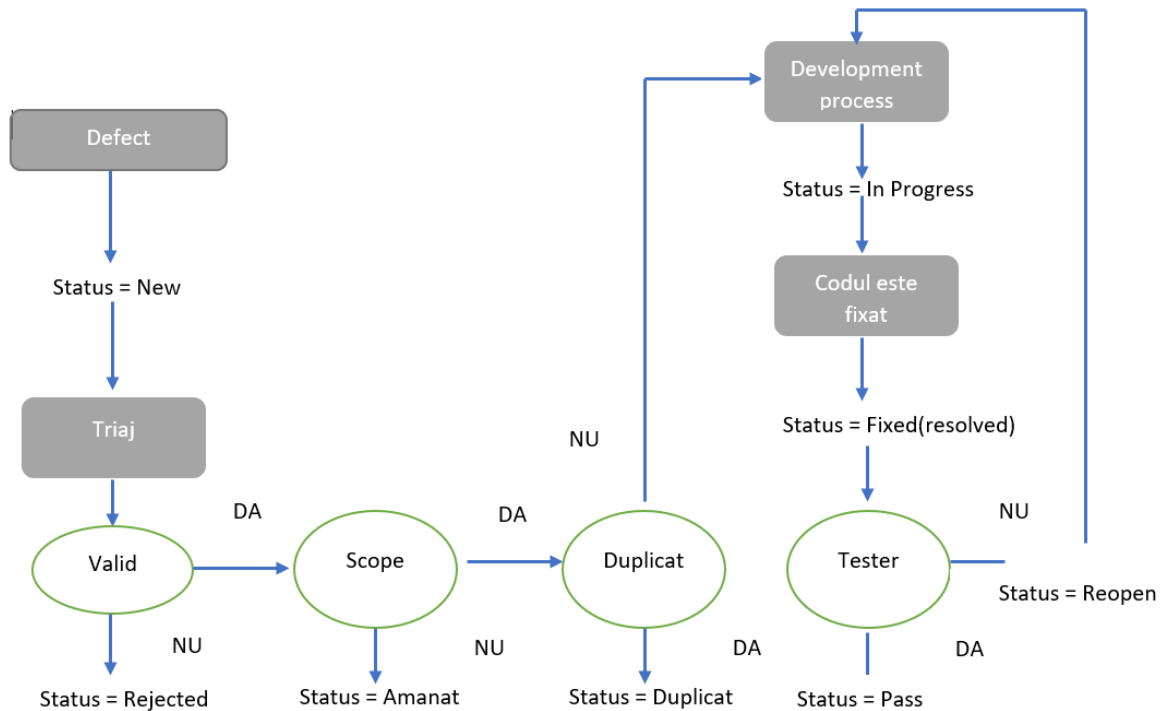 Defect
Status = New
Triaj
Valid
DA
NU
Status = Rejected
Scope
DA
NU
Status = Amanat
Duplicat
NU
DA
Status = Duplicat
Development
process
Status = In Progress
Codul este
fixat
Status = Fixed(resolved)
Tester
NU
Status = Reopen
DA
Status = Pass